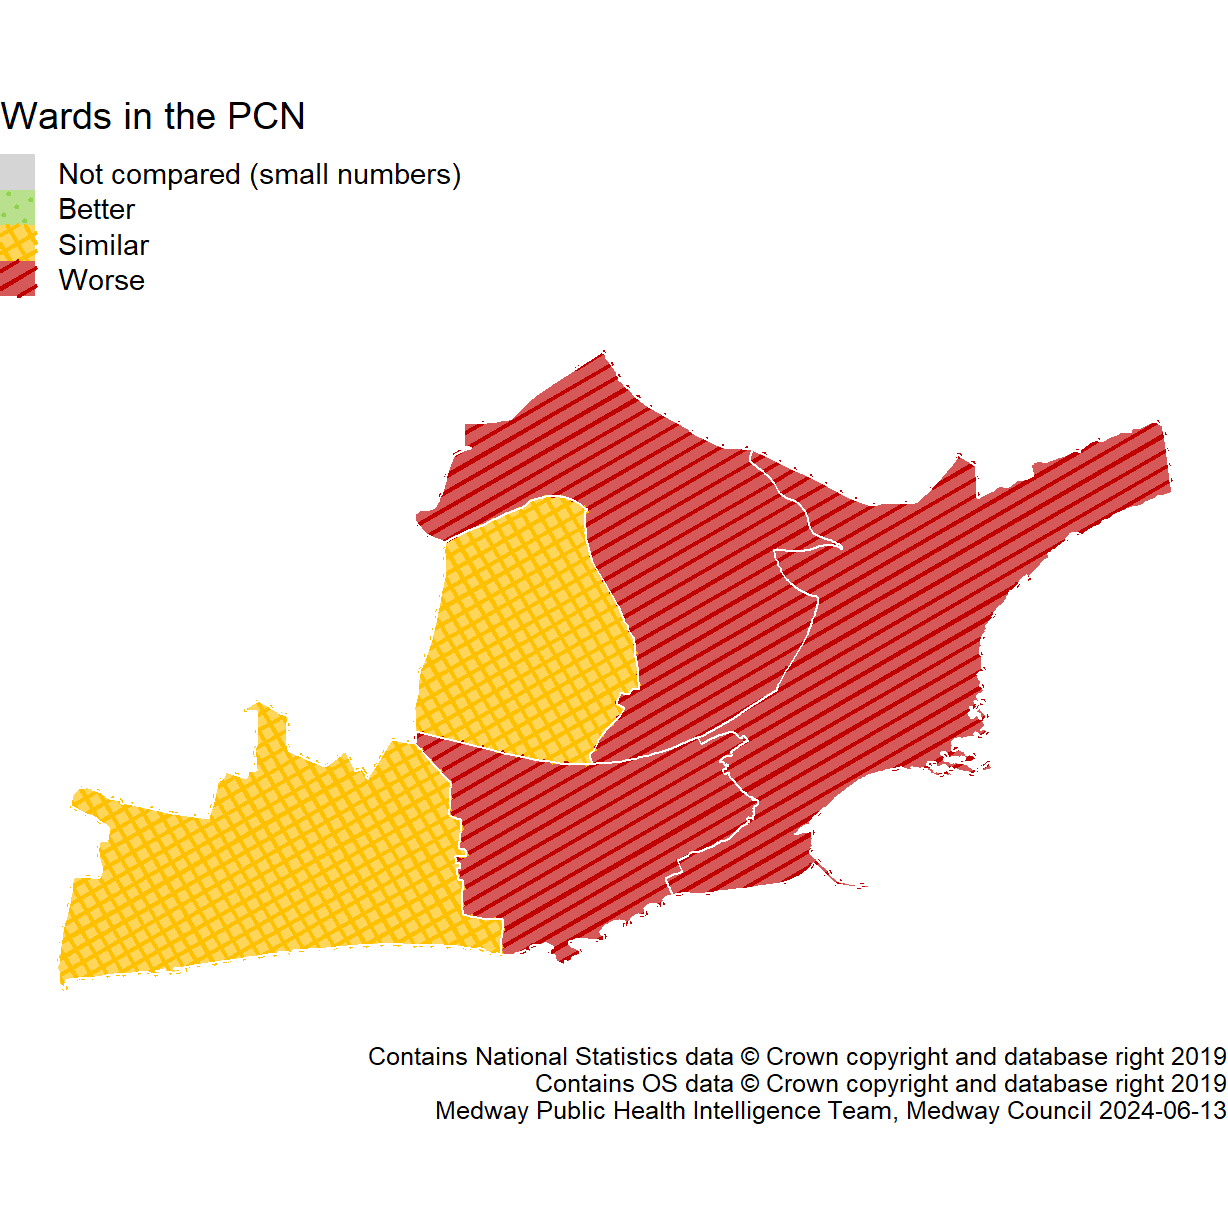 Wards in the PCN
Not compared (small numbers)
Better
Similar
Worse
Contains National Statistics data © Crown copyright and database right 2019
Contains OS data © Crown copyright and database right 2019
Medway Public Health Intelligence Team, Medway Council 2024-06-13